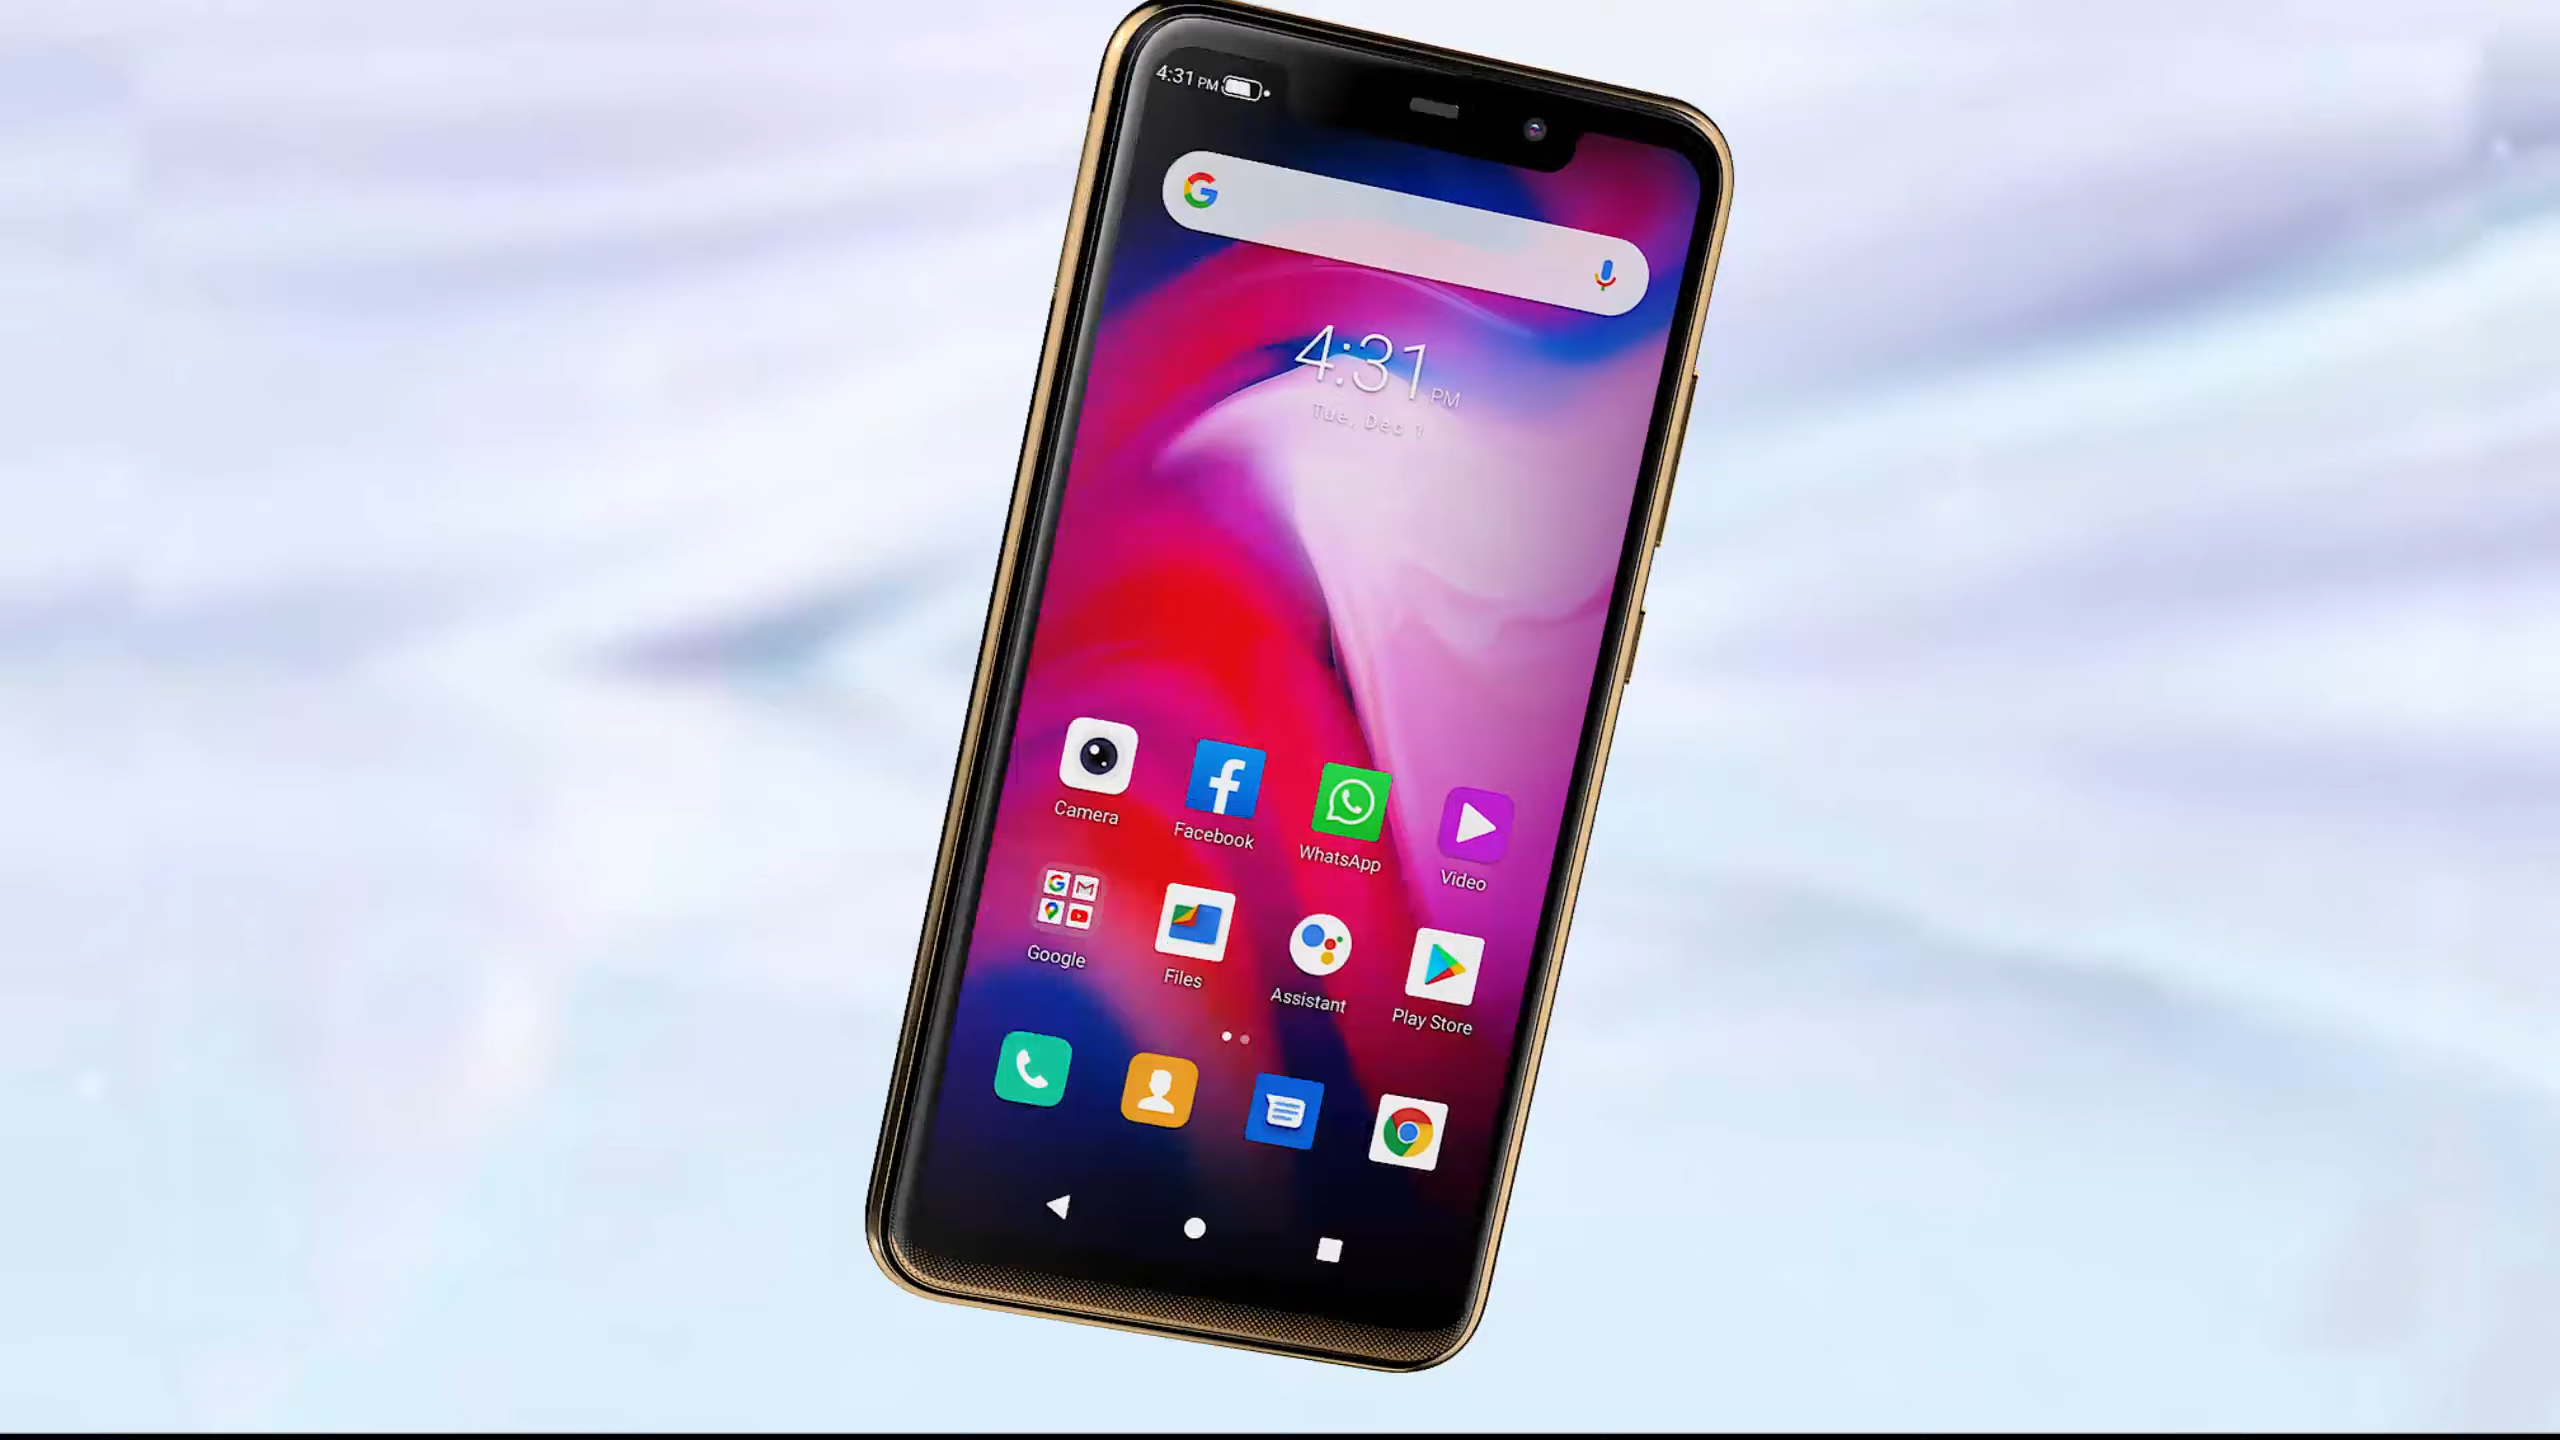 4:31 PM
4:31 PM
Tue, Dec 1
Camera
Facebook
WhatsApp
Video
Google
Files
Assistant
Play Store